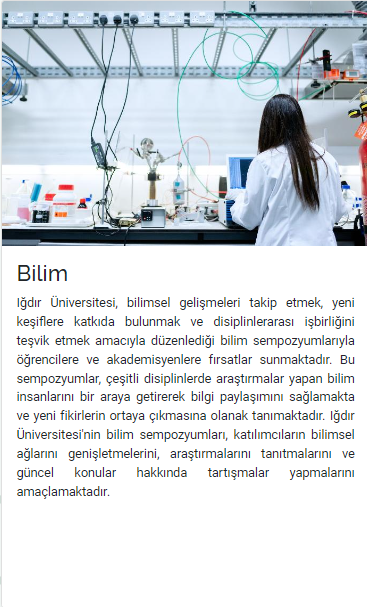 Bilim
Iğdır Üniversitesi, bilimsel gelişmeleri takip etmek, yeni
keşiflere katkıda bulunmak ve disiplinlerarası işbirliğini
teşvik etmek amacıyla düzenlediği bilim sempozyumlarıyla
öğrencilere ve akademisyenlere fırsatlar sunmaktadır. Bu
sempozyumlar, çeşitli disiplinlerde araştırmalar yapan bilim
insanlarını bir araya getirerek bilgi paylaşımını sağlamakta
ve yeni fikirlerin ortaya çıkmasına olanak tanımaktadır. Iğdır
Üniversitesi'nin bilim sempozyumları, katılımcıların bilimsel
ağlarını genişletmelerini, araştırmalarını tanıtmalarını ve
güncel konular hakkında tartışmalar yapmalarını
amaçlamaktadır.